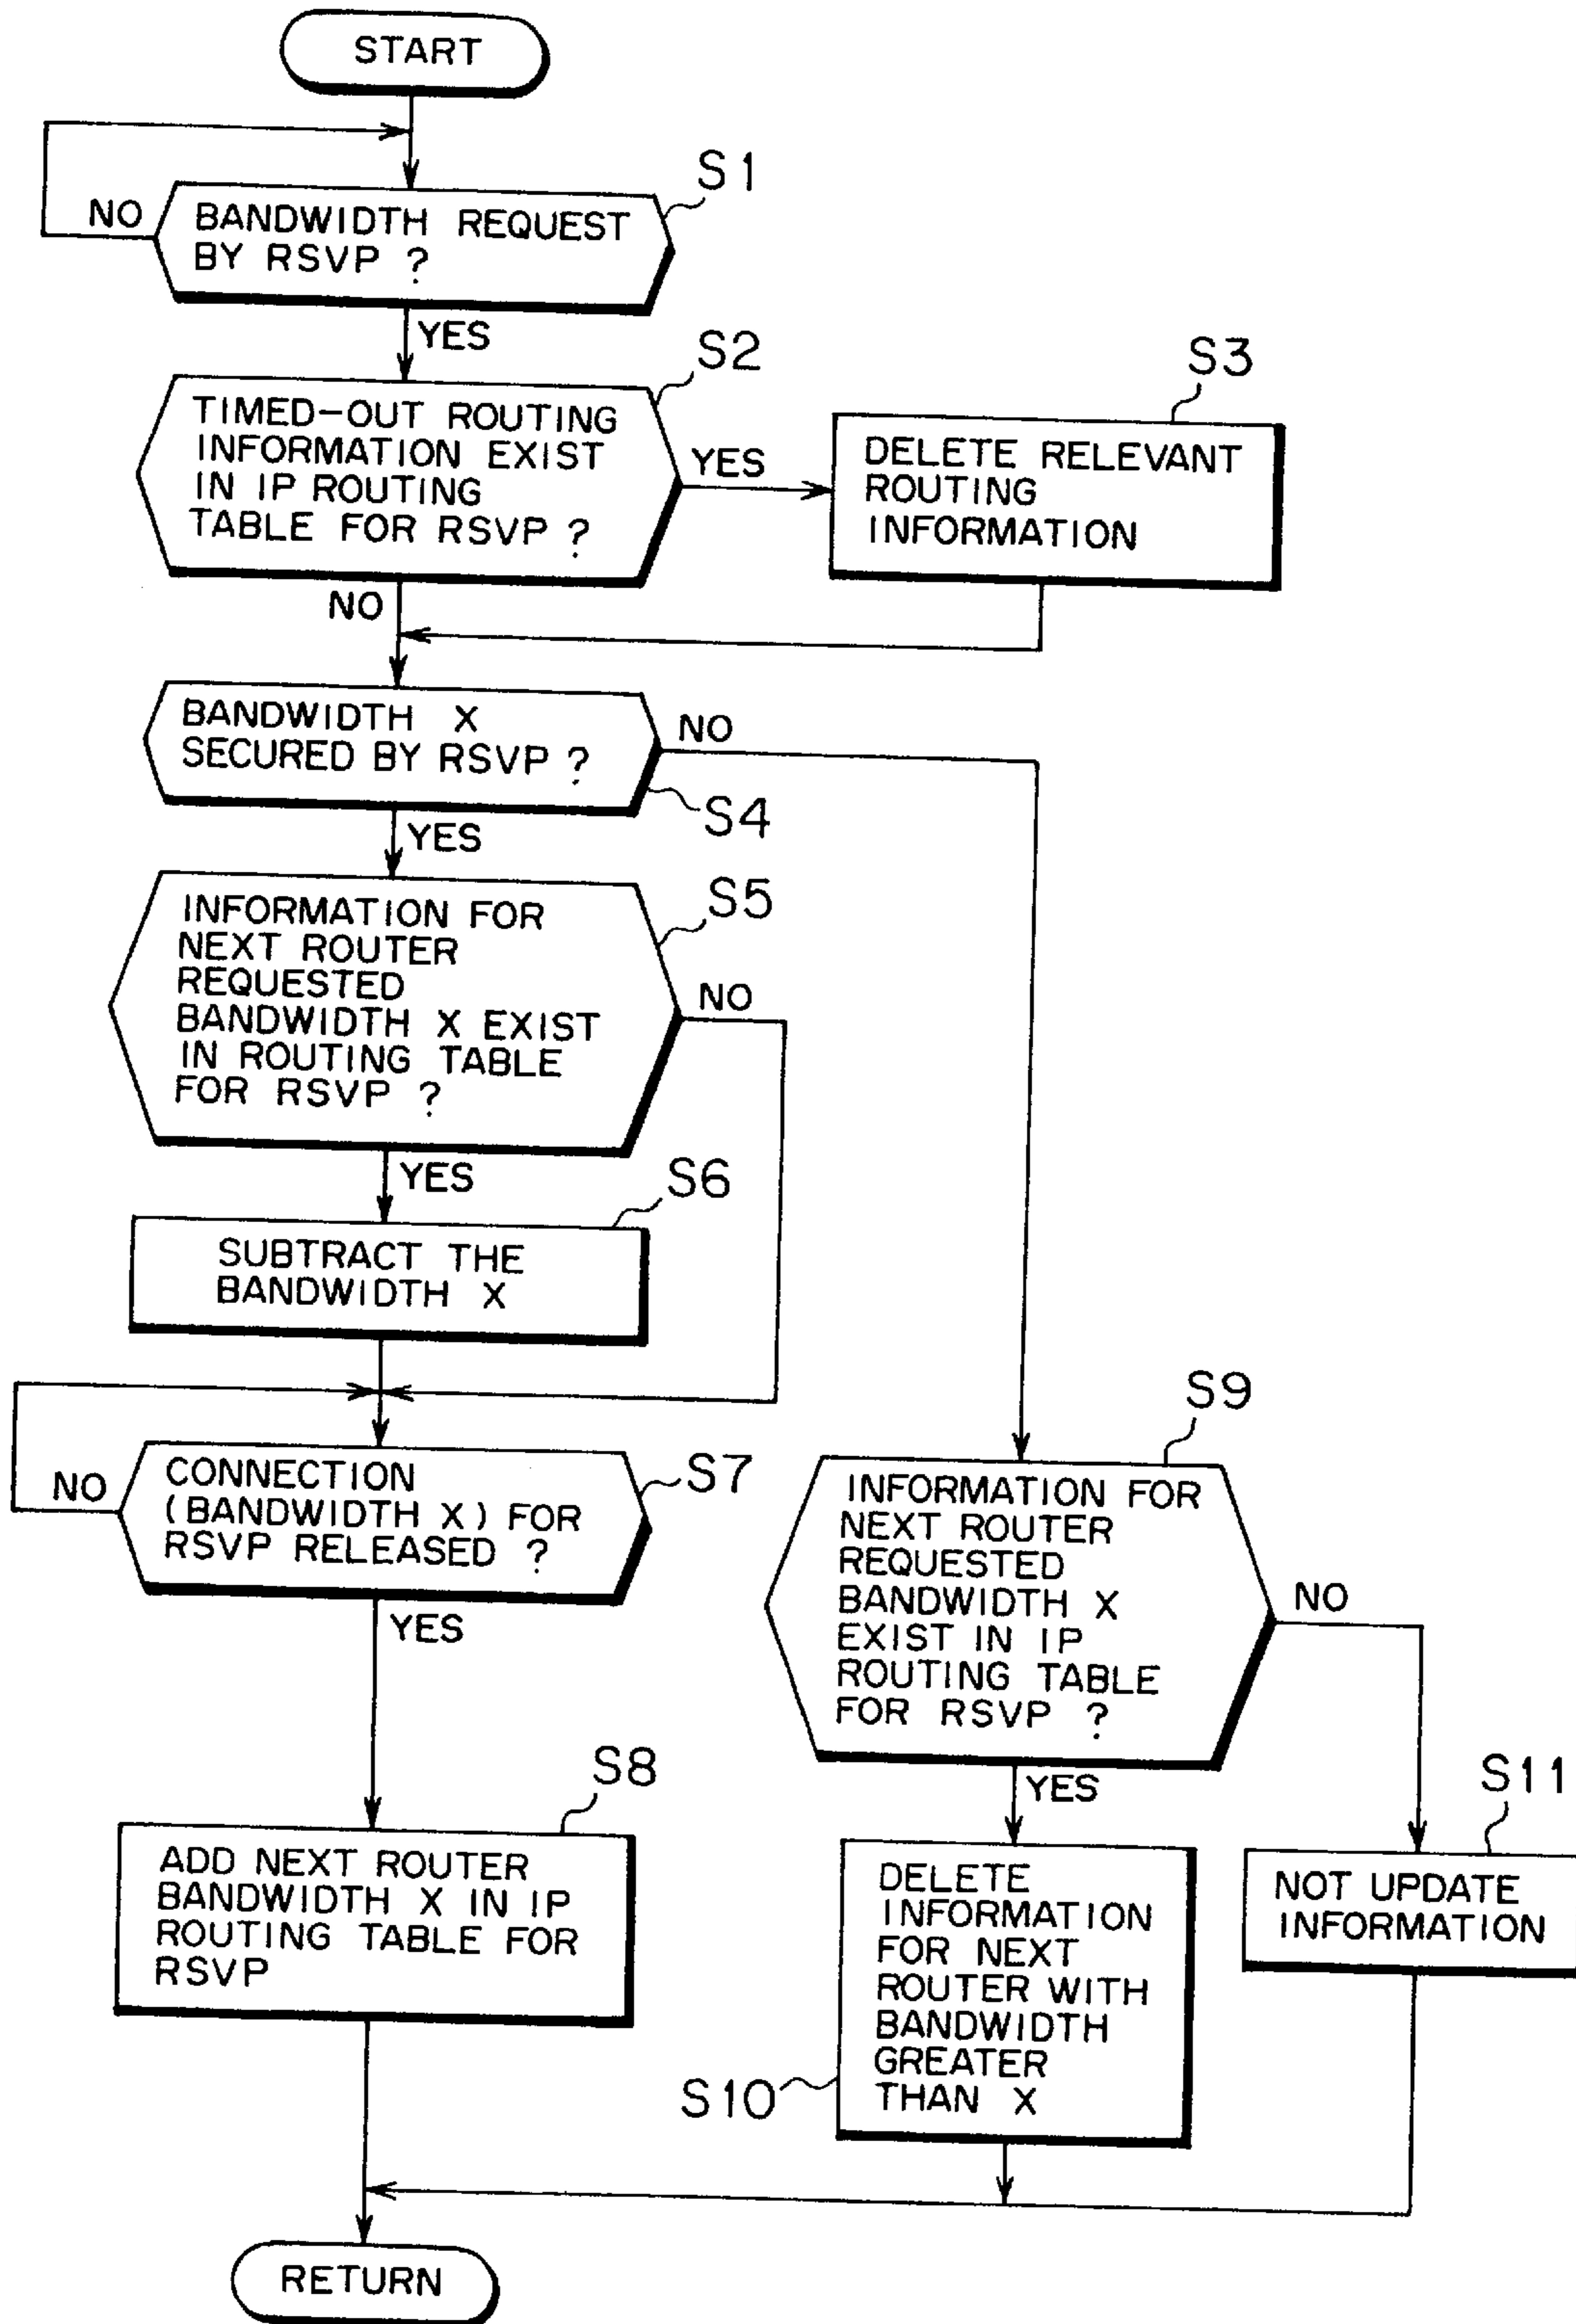 START
S1
NO
BANDWIDTH REQUEST
BY RSVP ?
YES
S2
TIMED-OUT ROUTING
INFORMATION EXIST
IN IP ROUTING
TABLE FOR RSVP ?
YES
S3
DELETE RELEVANT
ROUTING
INFORMATION
NO
BANDWIDTH X
SECURED BY RSVP ?
NO
S4
YES
S5
INFORMATION FOR
NEXT ROUTER
REQUESTED
BANDWIDTH X EXIST
IN ROUTING TABLE
FOR RSVP ?
NO
YES
S6
SUBTRACT THE
BANDWIDTH X
S7
NO
CONNECTION
(BANDWIDTH X) FOR
RSVP RELEASED ?
YES
S8
ADD NEXT ROUTER
BANDWIDTH X IN IP
ROUTING TABLE FOR
RSVP
S9
INFORMATION FOR
NEXT ROUTER
REQUESTED
BANDWIDTH X
EXIST IN IP
ROUTING TABLE
FOR RSVP ?
NO
YES
S10
DELETE
INFORMATION
FOR NEXT
ROUTER WITH
BANDWIDTH
GREATER
THAN X
S11
NOT UPDATE
INFORMATION
RETURN